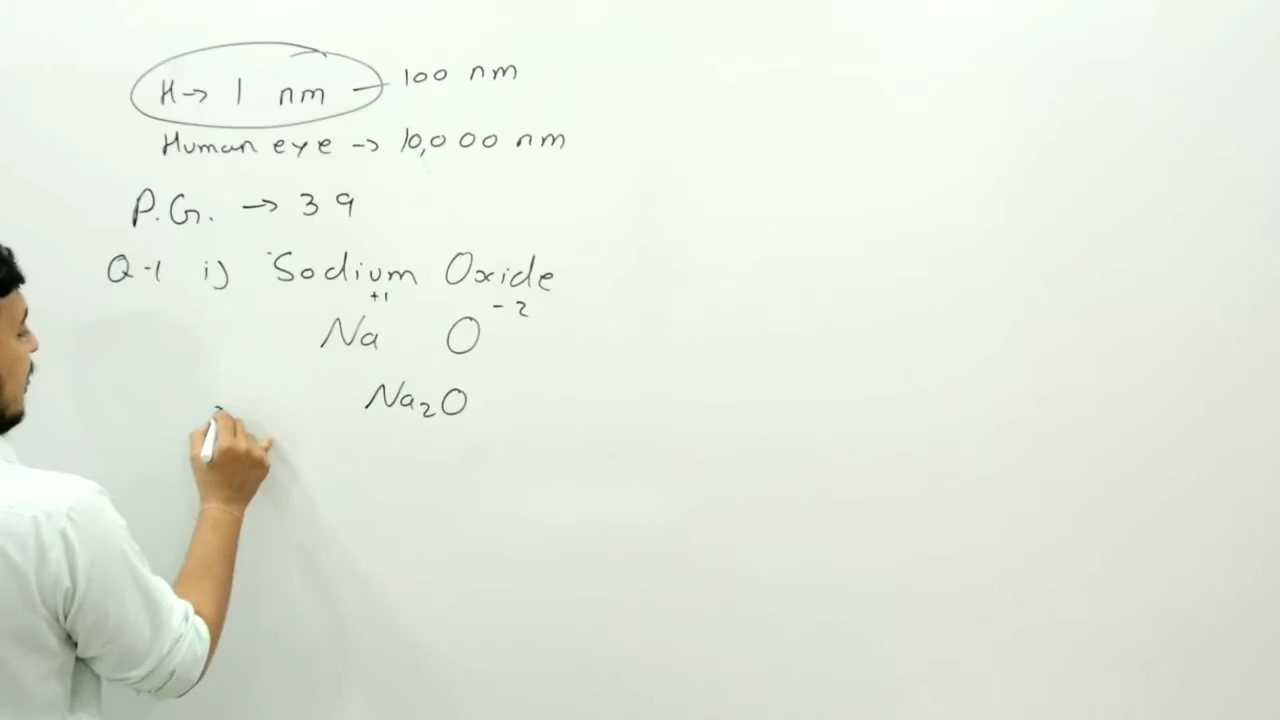 H → 1 nm — 100 nm
Human eye → 10,000 nm
P.G. → 39
Q-1 i) Sodium Oxide
Na⁺¹ O⁻²
Na₂O